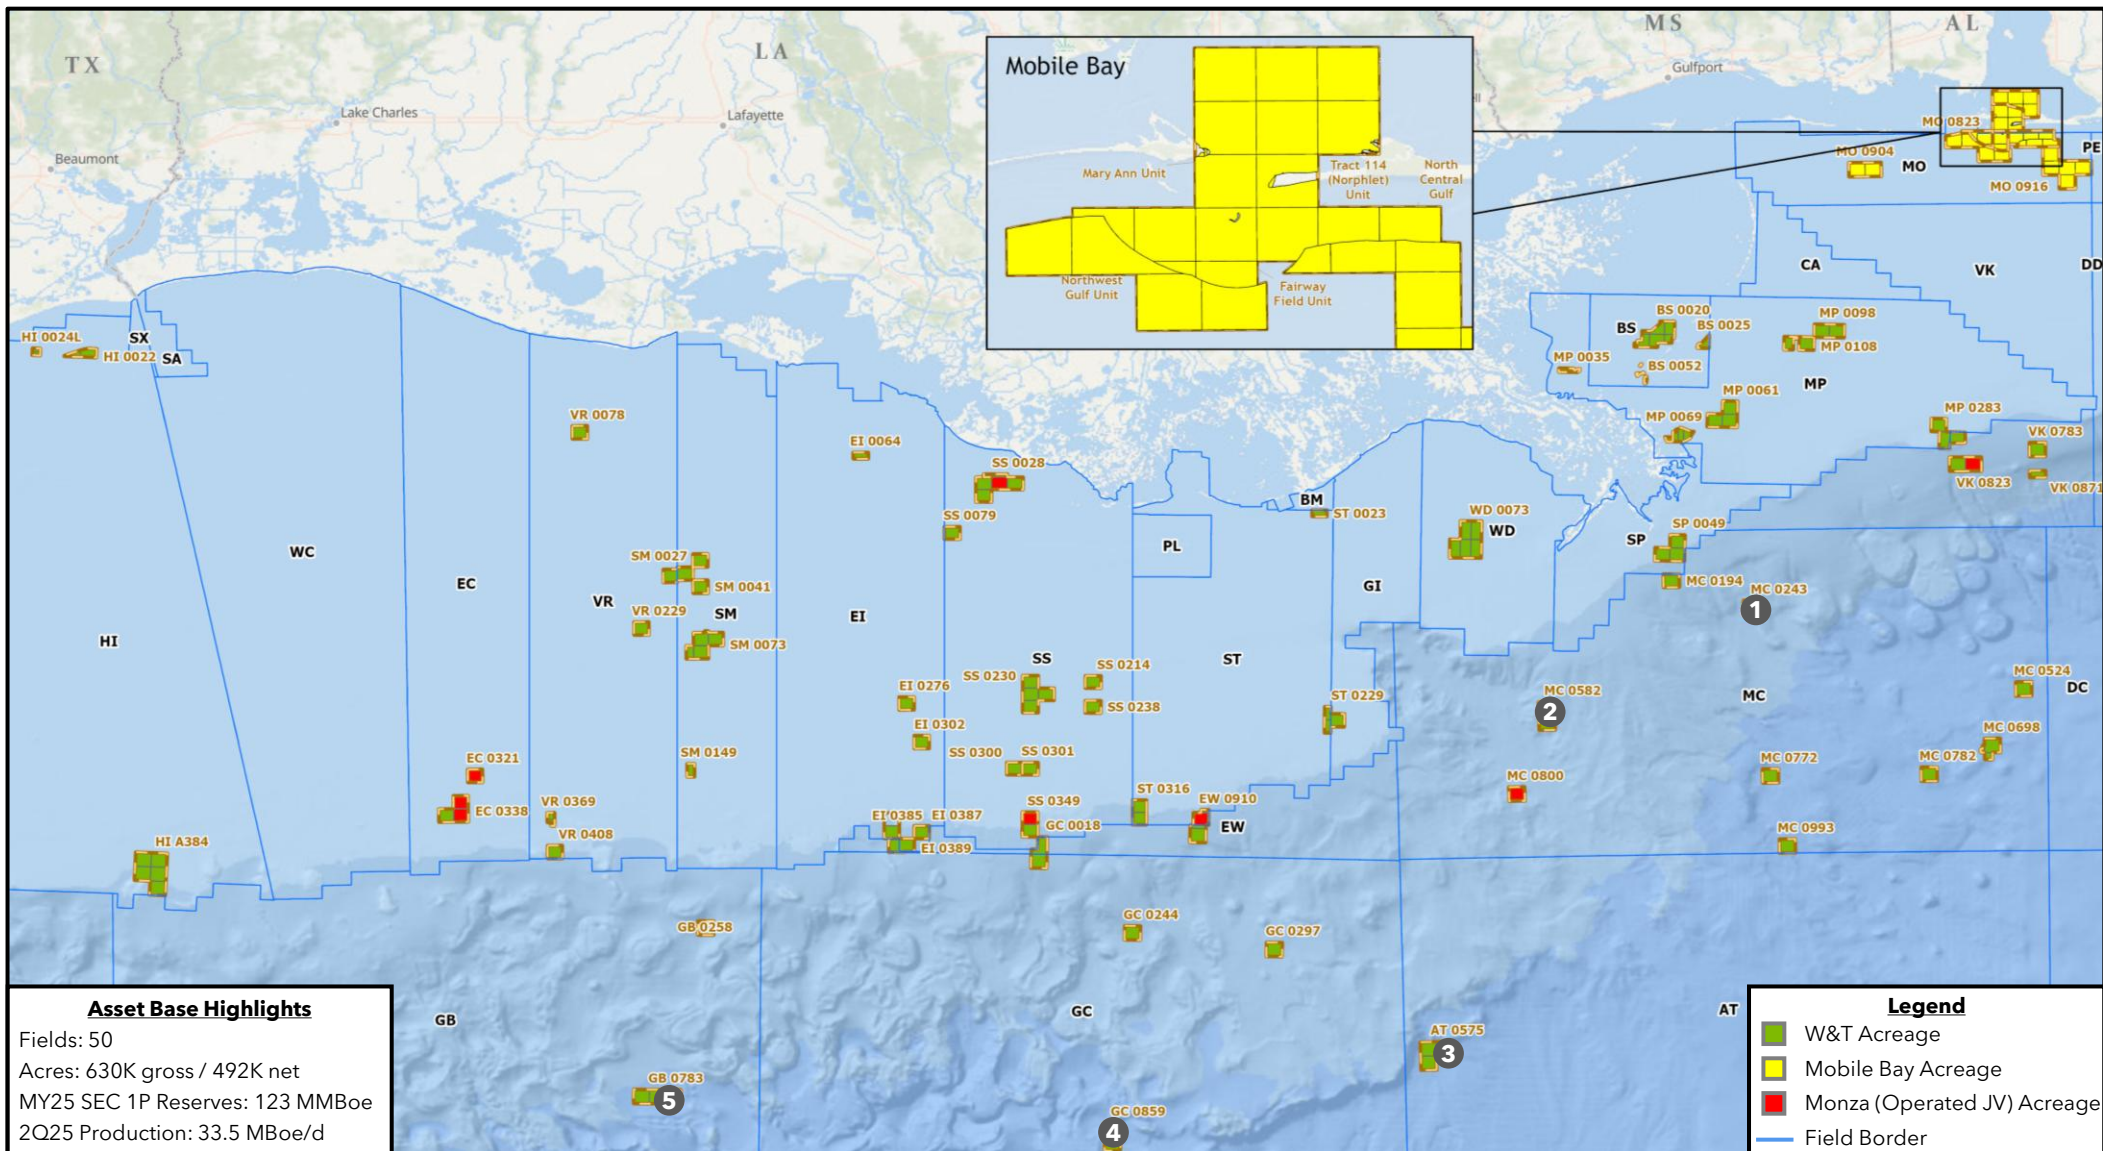 TX
LA
MS
AL
Gulfport
Lake Charles
Lafayette
Beaumont
Mobile Bay
Mary Ann Unit
Tract 114
(Norphlet)
Unit
North
Central
Gulf
Northwest
Gulf Unit
Fairway
Field Unit
MO 0823
MO 0904
MO
PE
MO 0916
CA
VK
DD
HI 0024L
SX
HI 0022
SA
BS 0020
BS
BS 0025
MP 0098
MP 0108
MP 0035
BS 0052
MP
MP 0061
MP 0069
MP 0283
VK 0783
VK 0823
VK 0871
VR 0078
EI 0064
SS 0028
SS 0079
BM
ST 0023
WD 0073
WD
SP 0049
SP
PL
WC
EC
VR
SM 0027
SM 0041
VR 0229
SM
SM 0073
EI
GI
MC 0194
MC 0243
1
HI
SS
ST
SS 0230
SS 0214
SS 0238
EI 0276
EI 0302
ST 0229
MC 0582
2
MC
MC 0524
DC
MC 0698
MC 0782
MC 0772
MC 0800
MC 0993
EC 0321
EC 0338
SM 0149
VR 0369
VR 0408
SS 0300
SS 0301
SS 0349
GC 0018
ST 0316
EW 0910
EW
EI 0385
EI 0387
EI 0389
HI A384
GB 0258
GC 0244
GC 0297
GB
GC
AT
AT 0575
3
GB 0783
5
GC 0859
4
Asset Base Highlights
Fields: 50
Acres: 630K gross / 492K net
MY25 SEC 1P Reserves: 123 MMBoe
2Q25 Production: 33.5 MBoe/d
Legend
W&T Acreage
Mobile Bay Acreage
Monza (Operated JV) Acreage
Field Border